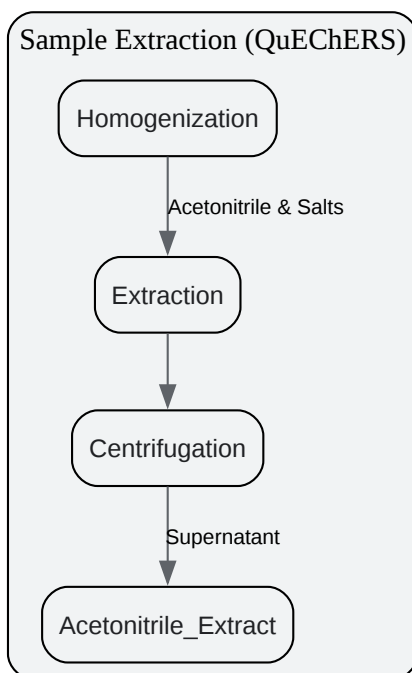 Sample Extraction (QuEChERS)
Homogenization
Acetonitrile & Salts
Extraction
Centrifugation
Supernatant
Acetonitrile_Extract